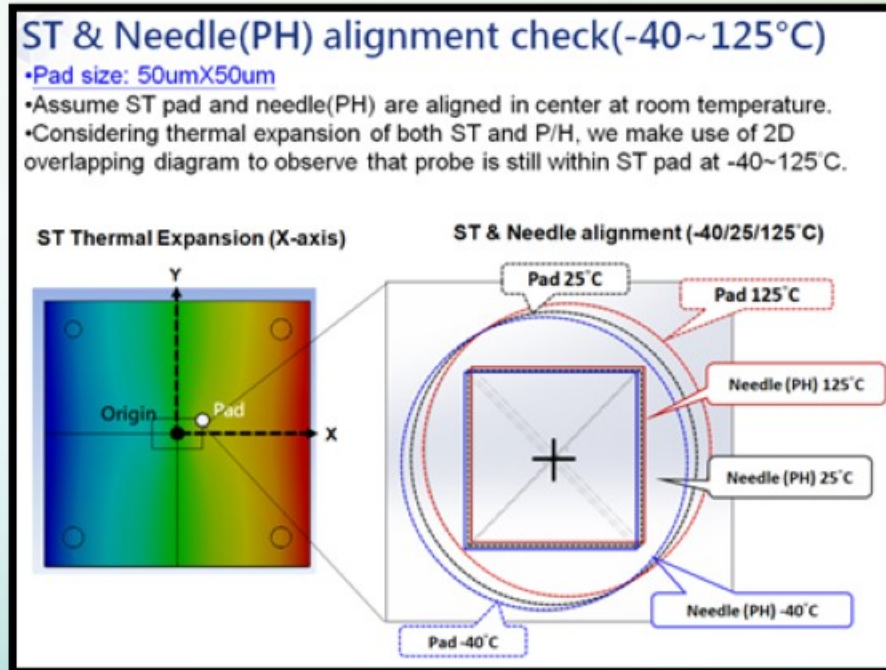 ST & Needle(PH) alignment check(-40~125°C)
•Pad size: 50umX50um
•Assume ST pad and needle(PH) are aligned in center at room temperature.
•Considering thermal expansion of both ST and P/H, we make use of 2D
overlapping diagram to observe that probe is still within ST pad at -40~125°C.
ST Thermal Expansion (X-axis)
Y
Origin
Pad
X
ST & Needle alignment (-40/25/125°C)
Pad 25°C
Pad 125°C
Needle (PH) 125°C
Needle (PH) 25°C
Needle (PH) -40°C
Pad -40°C